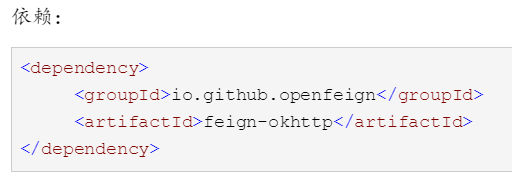 依赖：
<dependency>
     <groupId>io.github.openfeign</groupId>
     <artifactId>feign-okhttp</artifactId>
</dependency>